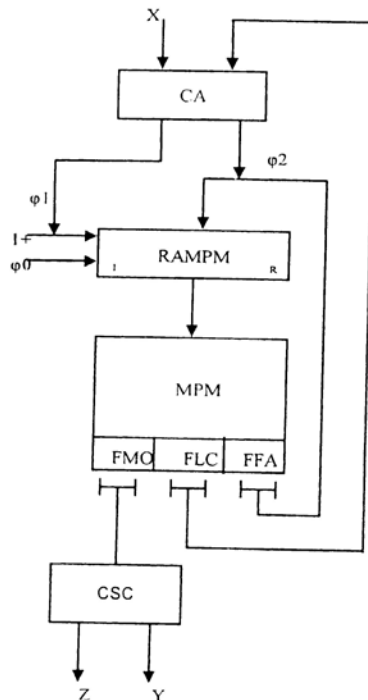 X
CA
φ2
φ1
1+
RAMPM
φ0
I R
MPM
FMO FLC FFA
CSC
Z Y